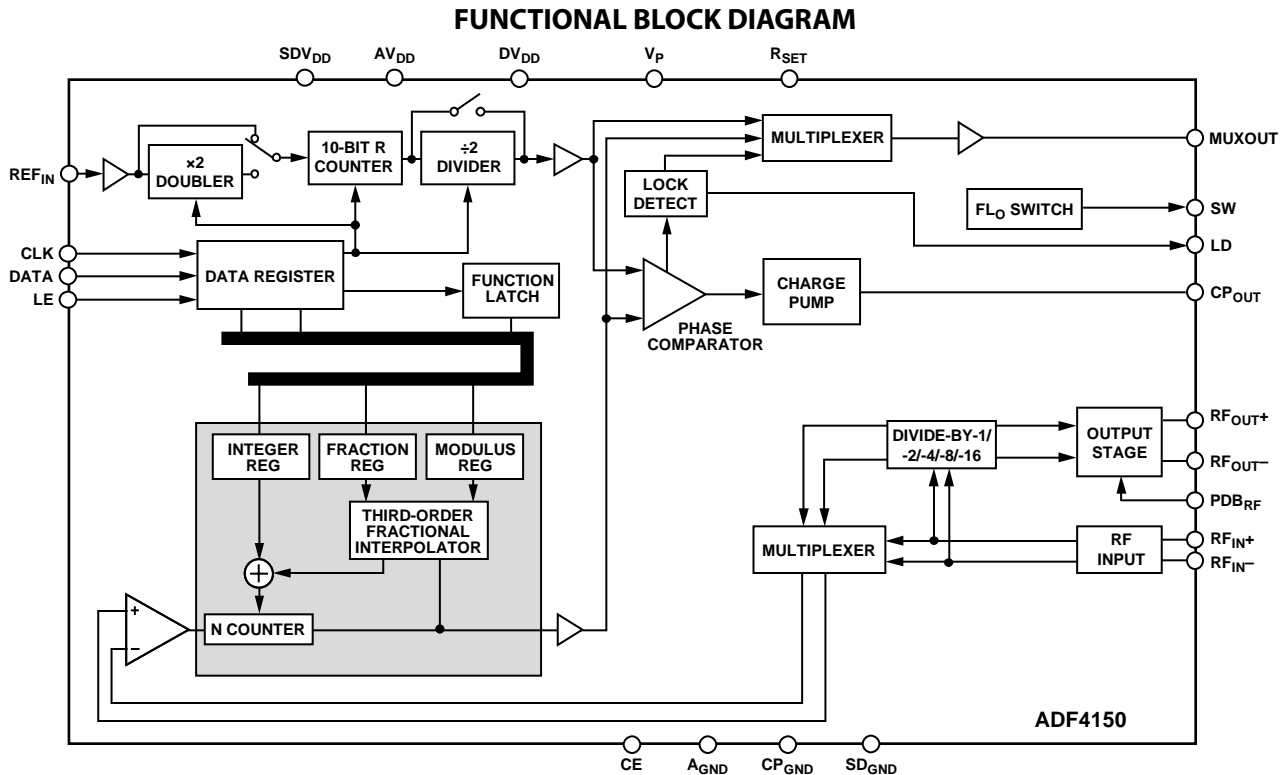 FUNCTIONAL BLOCK DIAGRAM
SDVDD
AVDD
DVDD
VP
RSET
REFIN
×2
DOUBLER
10-BIT R
COUNTER
÷2
DIVIDER
MULTIPLEXER
MUXOUT
LOCK
DETECT
FLO SWITCH
SW
LD
CLK
DATA
LE
DATA REGISTER
FUNCTION
LATCH
CHARGE
PUMP
CPOUT
PHASE
COMPARATOR
INTEGER
REG
FRACTION
REG
MODULUS
REG
THIRD-ORDER
FRACTIONAL
INTERPOLATOR
+
−
N COUNTER
DIVIDE-BY-1/
-2/-4/-8/-16
OUTPUT
STAGE
RFOUT+
RFOUT−
PDBRF
MULTIPLEXER
RF
INPUT
RFIN+
RFIN−
ADF4150
CE
AGND
CPGND
SDGND